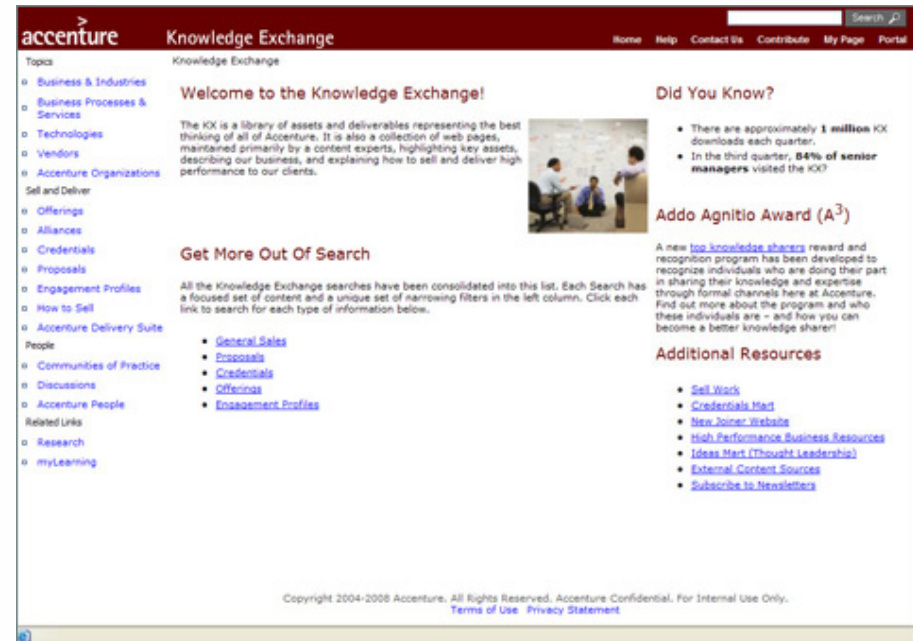 Search
accenture
Knowledge Exchange
Home Help Contact Us Contribute My Page Portal
Topics
Business & Industries
Business Processes &
Services
Technologies
Vendors
Accenture Organizations
Sell and Deliver
Offerings
Alliances
Credentials
Proposals
Engagement Profiles
How to Sell
Accenture Delivery Suite
People
Communities of Practice
Discussions
Accenture People
Related Links
Research
myLearning
Knowledge Exchange
Welcome to the Knowledge Exchange!
The KX is a library of assets and deliverables representing the best
thinking of all of Accenture. It is also a collection of web pages,
maintained primarily by a content experts, highlighting key assets,
describing our business, and explaining how to sell and deliver high
performance to our clients.
Get More Out Of Search
All the Knowledge Exchange searches have been consolidated into this list. Each Search has
a focused set of content and a unique set of narrowing filters in the left column. Click each
link to search for each type of information below.
General Sales
Proposals
Credentials
Offerings
Engagement Profiles
Did You Know?
There are approximately 1 million KX
downloads each quarter.
In the third quarter, 84% of senior
managers visited the KX?
Addo Agnitio Award (A³)
A new top knowledge sharers reward and
recognition program has been developed to
recognize individuals who are doing their part
in sharing their knowledge and expertise
through formal channels here at Accenture.
Find out more about the program and who
these individuals are – and how you can
become a better knowledge sharer!
Additional Resources
Sell Work
Credentials Mart
New Joiner Website
High Performance Business Resources
Ideas Mart (Thought Leadership)
External Content Sources
Subscribe to Newsletters
Copyright 2004-2008 Accenture. All Rights Reserved. Accenture Confidential. For Internal Use Only.
Terms of Use Privacy Statement